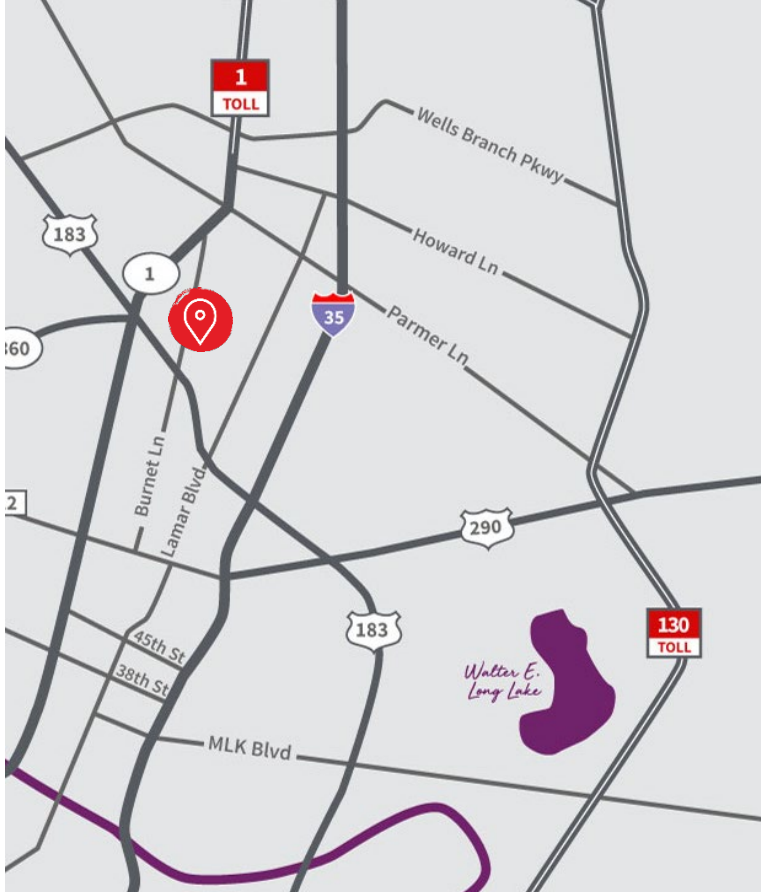 1
TOLL
Wells Branch Pkwy
183
Howard Ln
1
35
Parmer Ln
360
Burnet Ln
Lamar Blvd
2
290
183
130
TOLL
45th St
Walter E.
Long Lake
38th St
MLK Blvd